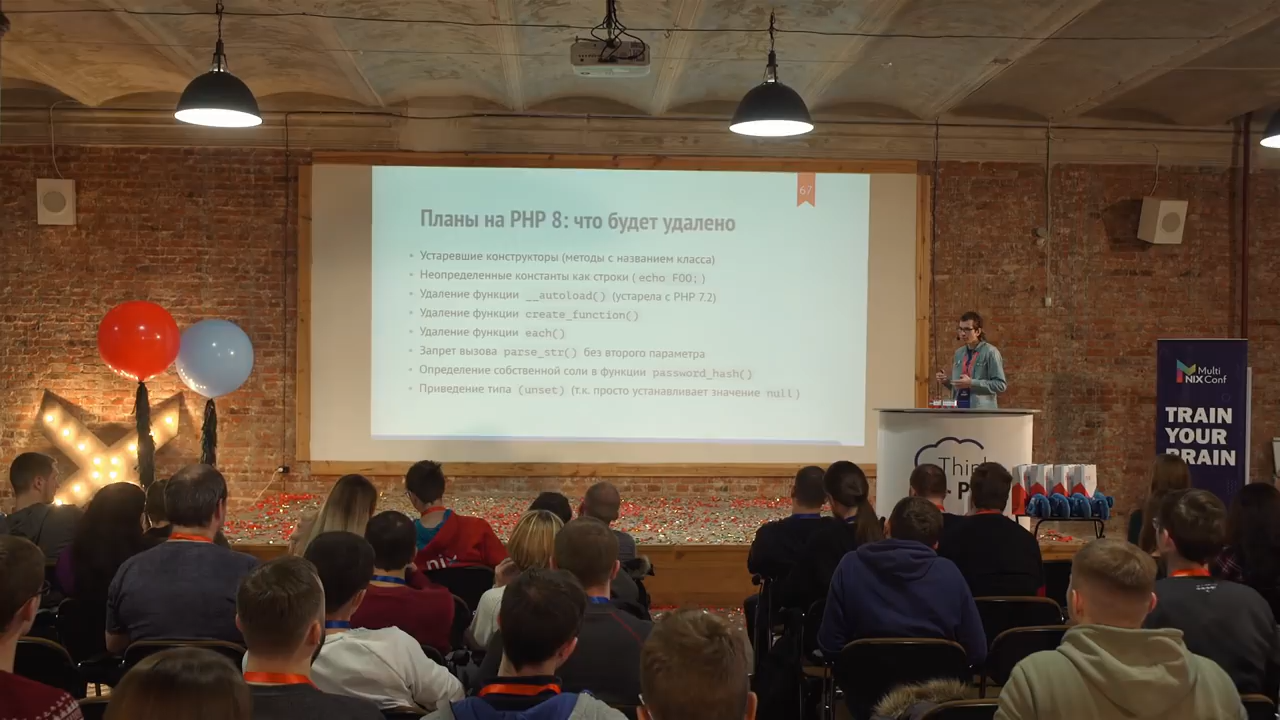 67
Планы на PHP 8: что будет удалено
Устаревшие конструкторы (методы с названием класса)
Неопределенные константы как строки ( echo FOO; )
Удаление функции __autoload() (устарела с PHP 7.2)
Удаление функции create_function()
Удаление функции each()
Запрет вызова parse_str() без второго параметра
Определение собственной соли в функции password_hash()
Приведение типа (unset) (т.к. просто устанавливает значение null )
Multi
NIX Conf
TRAIN
YOUR
BRAIN
Think
nix